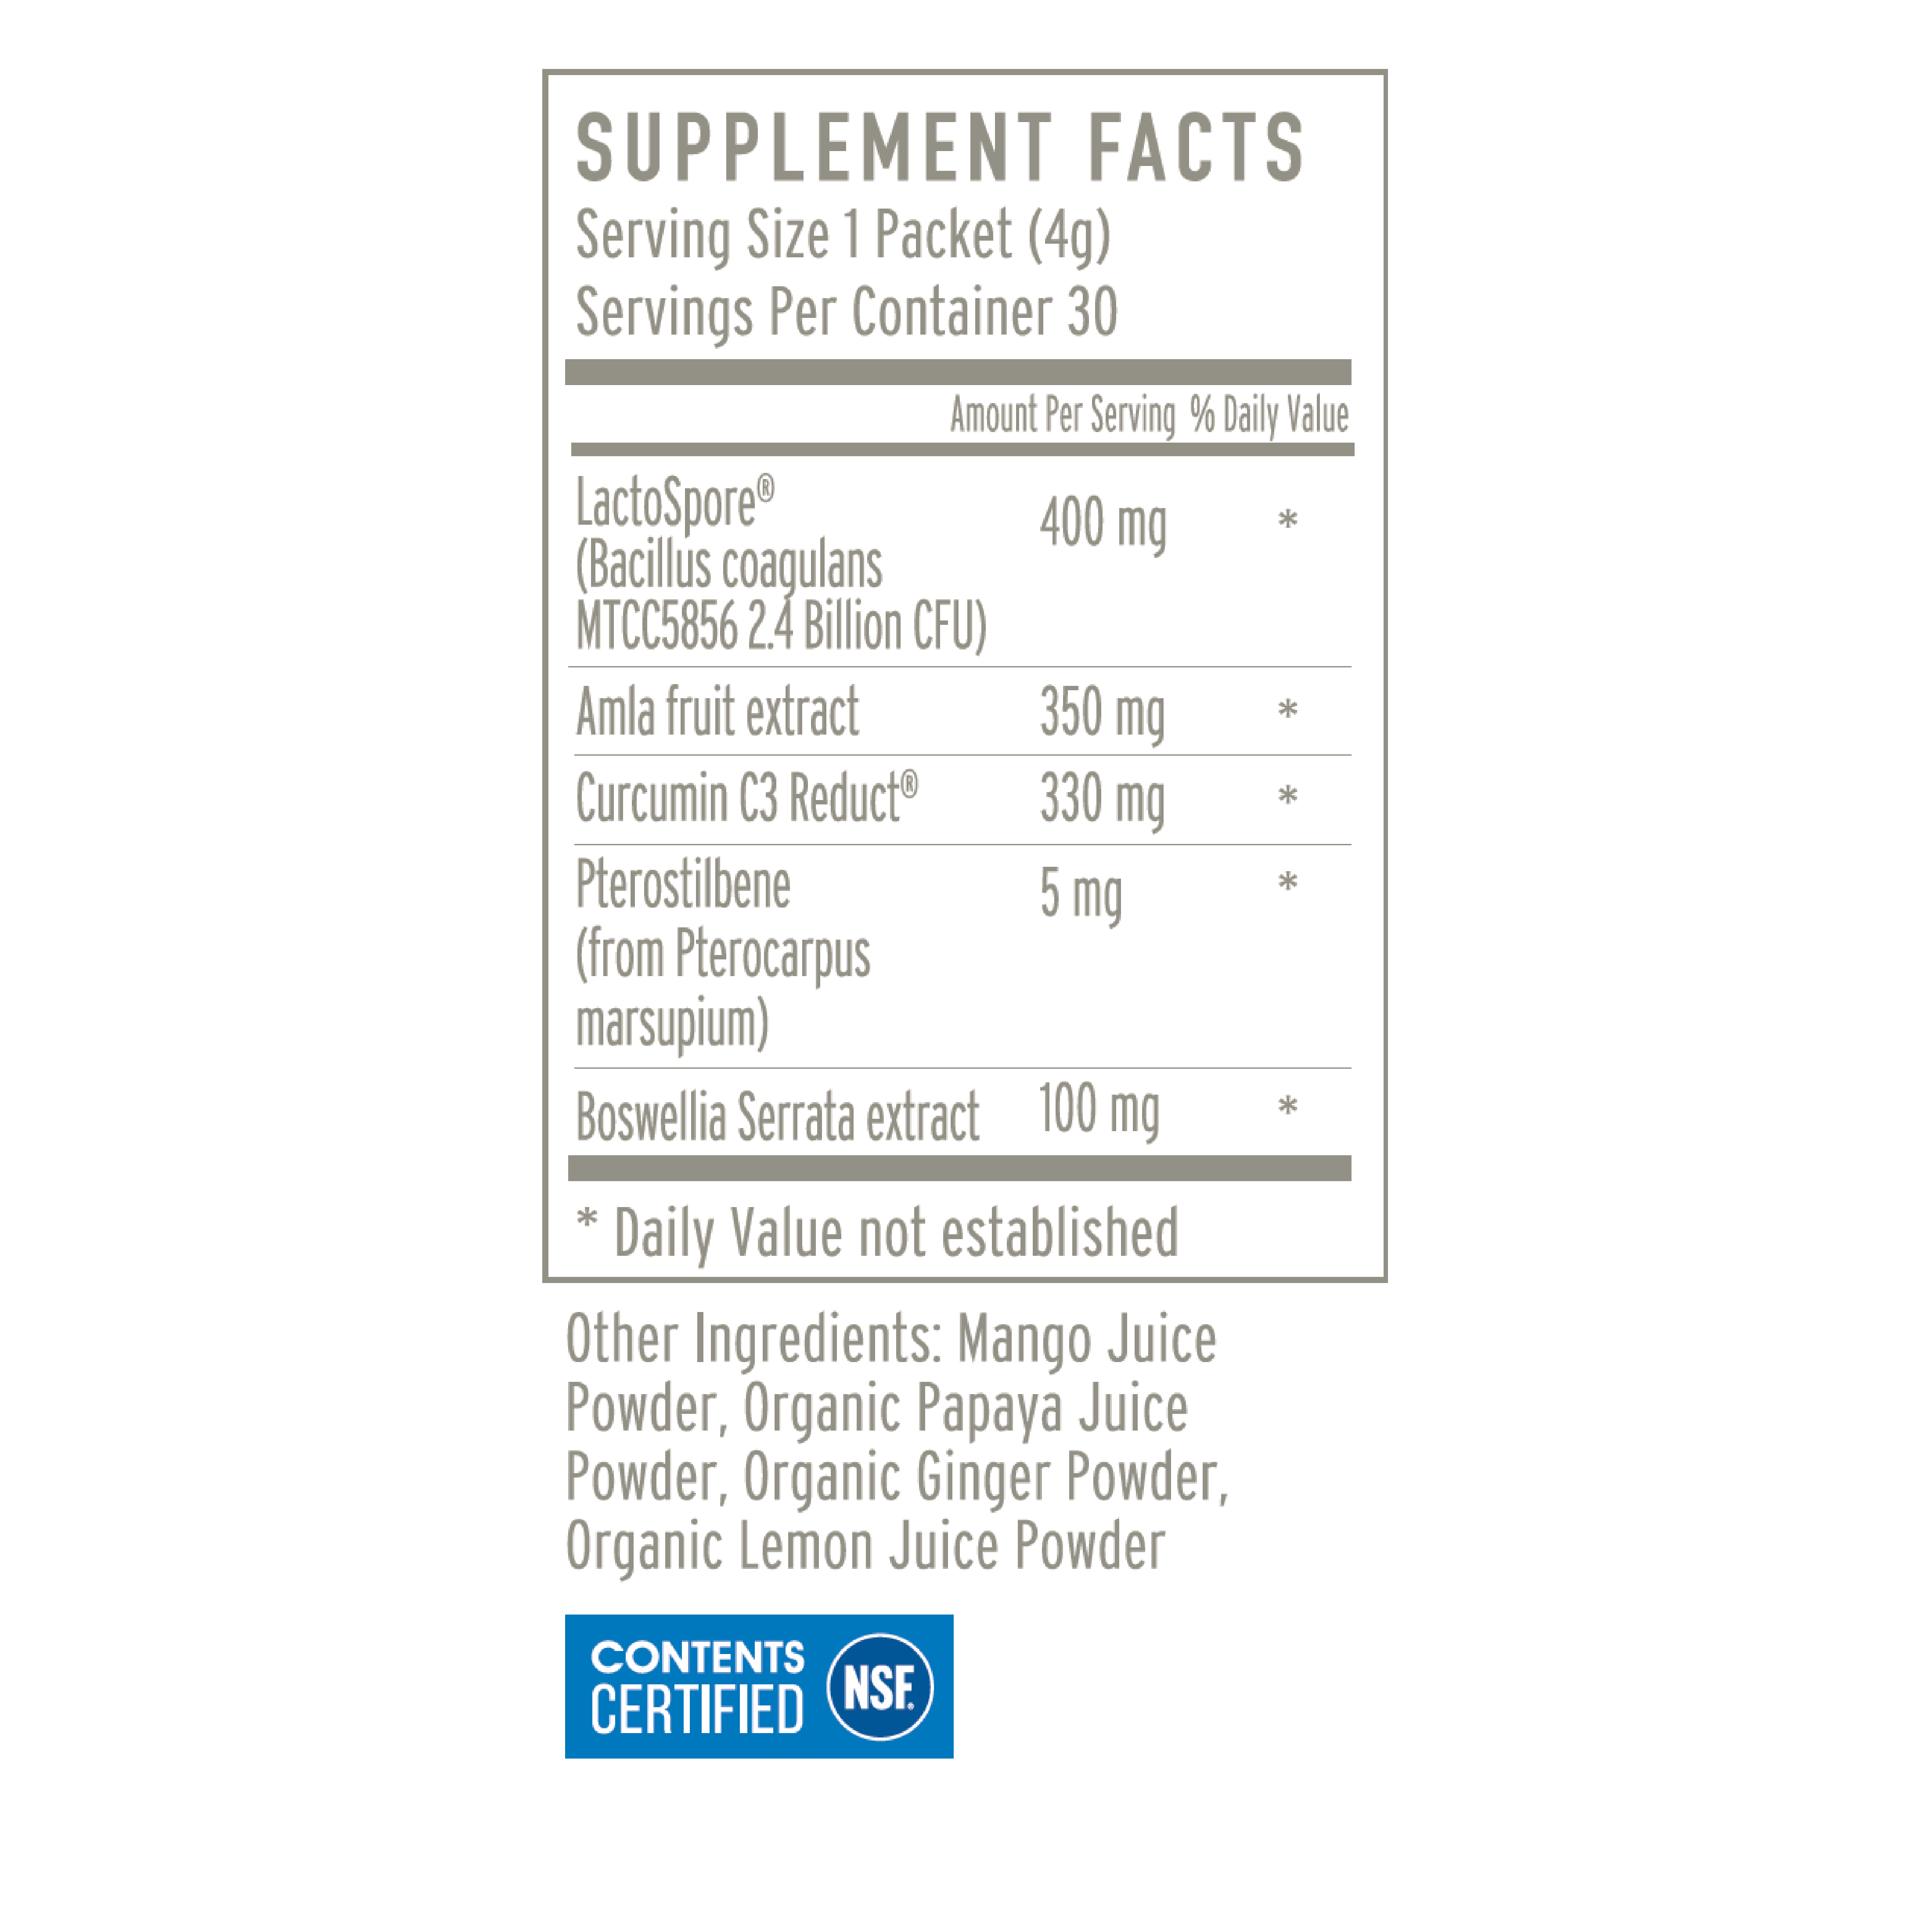 SUPPLEMENT FACTS
Serving Size 1 Packet (4g)
Servings Per Container 30
Amount Per Serving % Daily Value
LactoSpore® 400 mg *
(Bacillus coagulans
MTCC5856 2.4 Billion CFU)
Amla fruit extract 350 mg *
Curcumin C3 Reduct® 330 mg *
Pterostilbene 5 mg *
(from Pterocarpus
marsupium)
Boswellia Serrata extract 100 mg *
* Daily Value not established
Other Ingredients: Mango Juice
Powder, Organic Papaya Juice
Powder, Organic Ginger Powder,
Organic Lemon Juice Powder
CONTENTS
CERTIFIED
NSF®